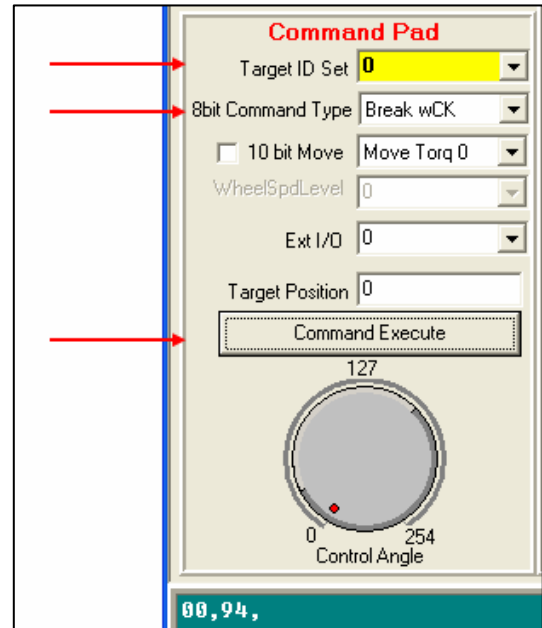 Command Pad
Target ID Set 0
8bit Command Type Break wCK
10 bit Move Move Torq 0
WheelSpdLevel 0
Ext I/O 0
Target Position 0
Command Execute
127
0 254
Control Angle
00,94,